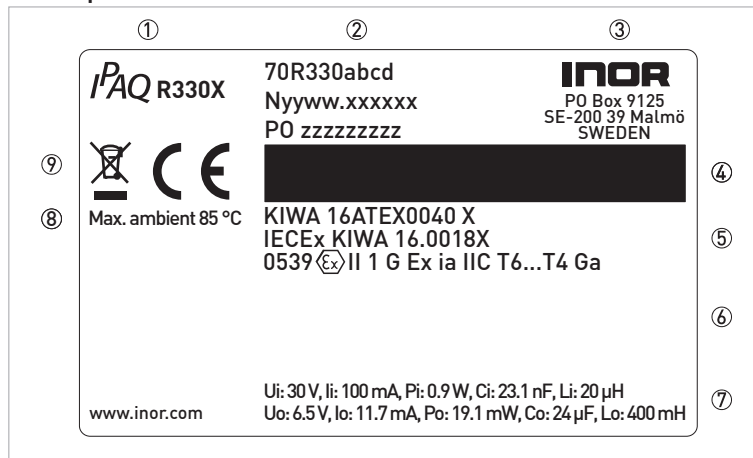 ① ② ③
IPAQ R330X
70R330abcd
Nyyww.xxxxxx
PO zzzzzzzzz
INOR
PO Box 9125
SE-200 39 Malmö
SWEDEN
⑨
CE
④
⑧
Max. ambient 85 °C
KIWA 16ATEX0040 X
IECEx KIWA 16.0018X
0539 Ex II 1 G Ex ia IIC T6...T4 Ga
⑤
⑥
Ui: 30 V, Ii: 100 mA, Pi: 0.9 W, Ci: 23.1 nF, Li: 20 µH
Uo: 6.5 V, Io: 11.7 mA, Po: 19.1 mW, Co: 24 µF, Lo: 400 mH
⑦
www.inor.com